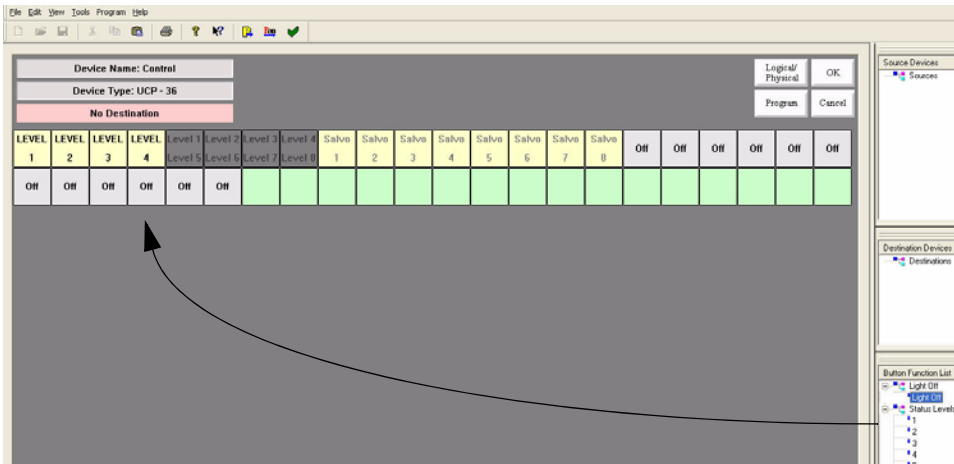 File Edit View Tools Program Help
Device Name: Control
Device Type: UCP - 36
No Destination
Logical/
Physical
OK
Program
Cancel
LEVEL LEVEL LEVEL LEVEL Level 1 Level 2 Level 3 Level 4 Salvo Salvo Salvo Salvo Salvo Salvo Salvo Salvo Off Off Off Off Off Off
1 2 3 4 Level 5 Level 6 Level 7 Level 8 1 2 3 4 5 6 7 8
Off Off Off Off Off Off
Source Devices
Sources
Destination Devices
Destinations
Button Function List
Light Off
Light Off
Status Levels
1
2
3
4